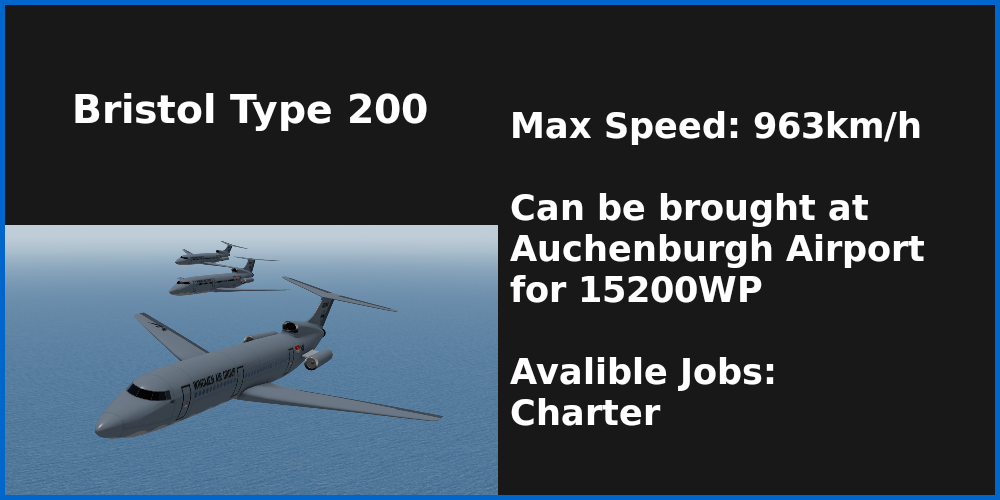 Bristol Type 200
Max Speed: 963km/h
Can be brought at
Auchenburgh Airport
for 15200WP
Avalible Jobs:
Charter